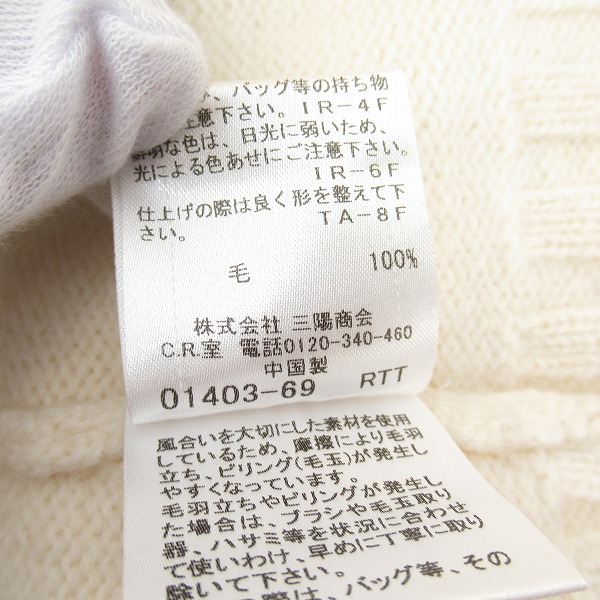 、バッグ等の持ち物
注意下さい。IR-4F
鮮明な色は、日光に弱いため、
光による色あせにご注意下さい。
IR-6F
仕上げの際は良く形を整えて下
さい。 TA-8F
毛 100%
株式会社 三陽商会
C.R.室 電話0120-340-460
中国製
01403-69 RTT
風合いを大切にした素材を使用
しているため、摩擦により毛羽
立ち、ピリング(毛玉)が発生し
やすくなっています。
毛羽立ちやピリングが発生し
た場合は、ブラシや毛玉取り
器、ハサミ等を状況に合わせ
て使いわけ、早めに丁寧に取り
除いて下さい。
は、バッグ等、その